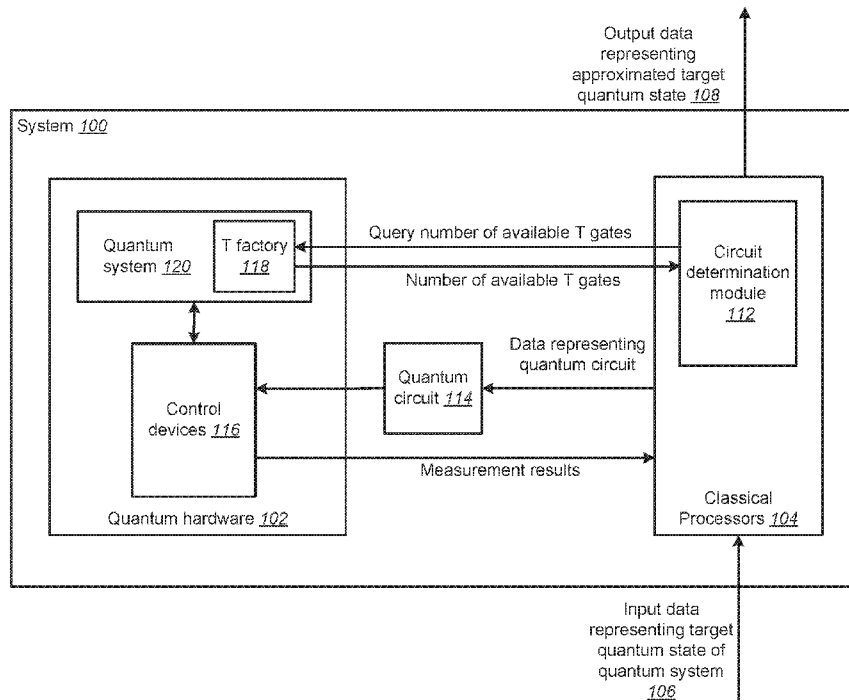 Output data
representing
approximated target
quantum state 108
System 100
Quantum
system 120
T factory
118
Query number of available T gates
Number of available T gates
Circuit
determination
module
112
Data representing
quantum circuit
Quantum
circuit 114
Control
devices 116
Measurement results
Quantum hardware 102
Classical
Processors 104
Input data
representing target
quantum state of
quantum system
106